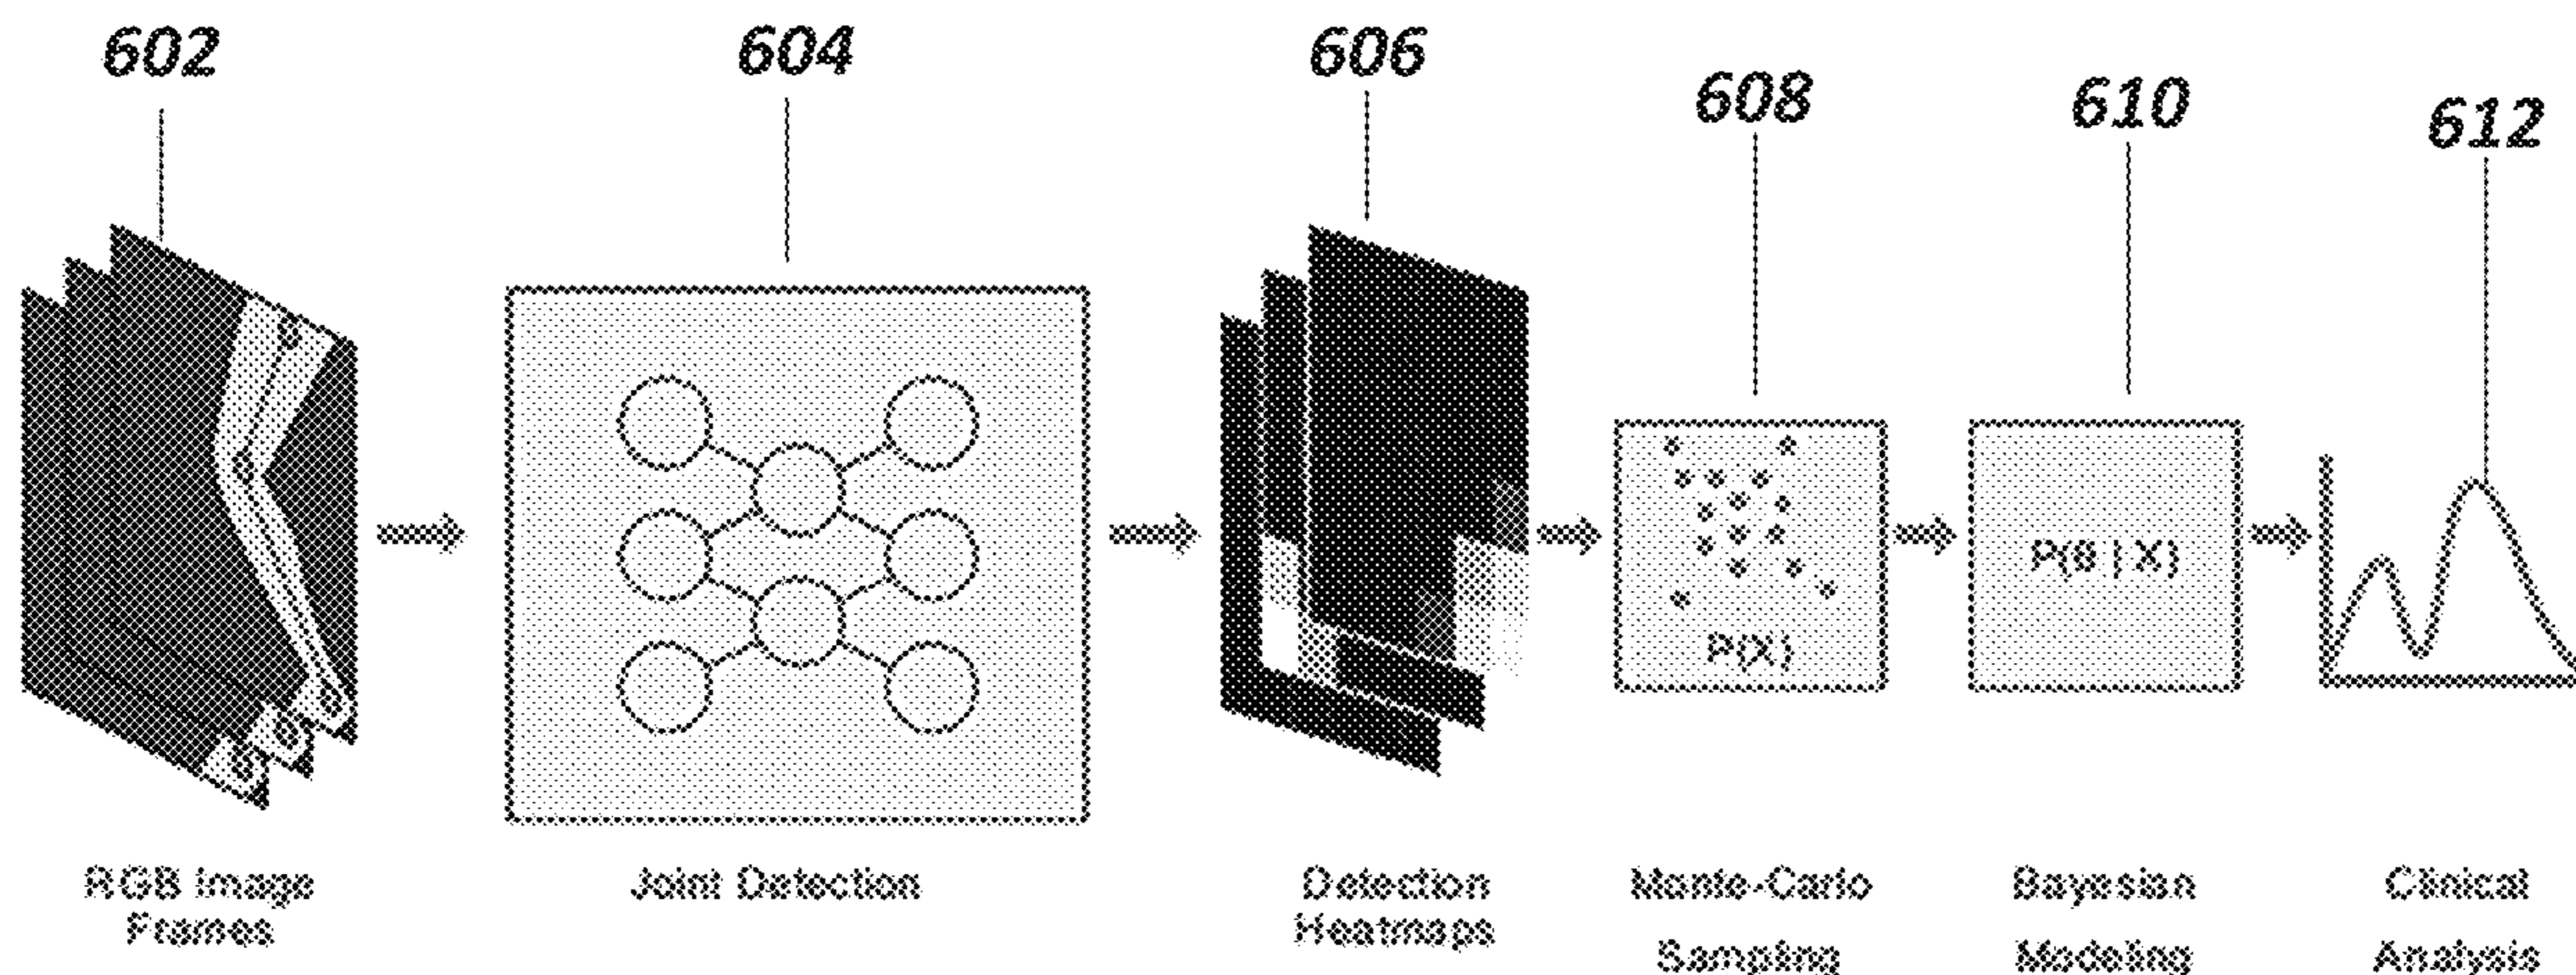 602
604
606
608
610
612
P(X)
P(θ | X)
RGB Image
Frames
Joint Detection
Detection
Heatmaps
Monte-Carlo
Sampling
Bayesian
Modeling
Clinical
Analysis